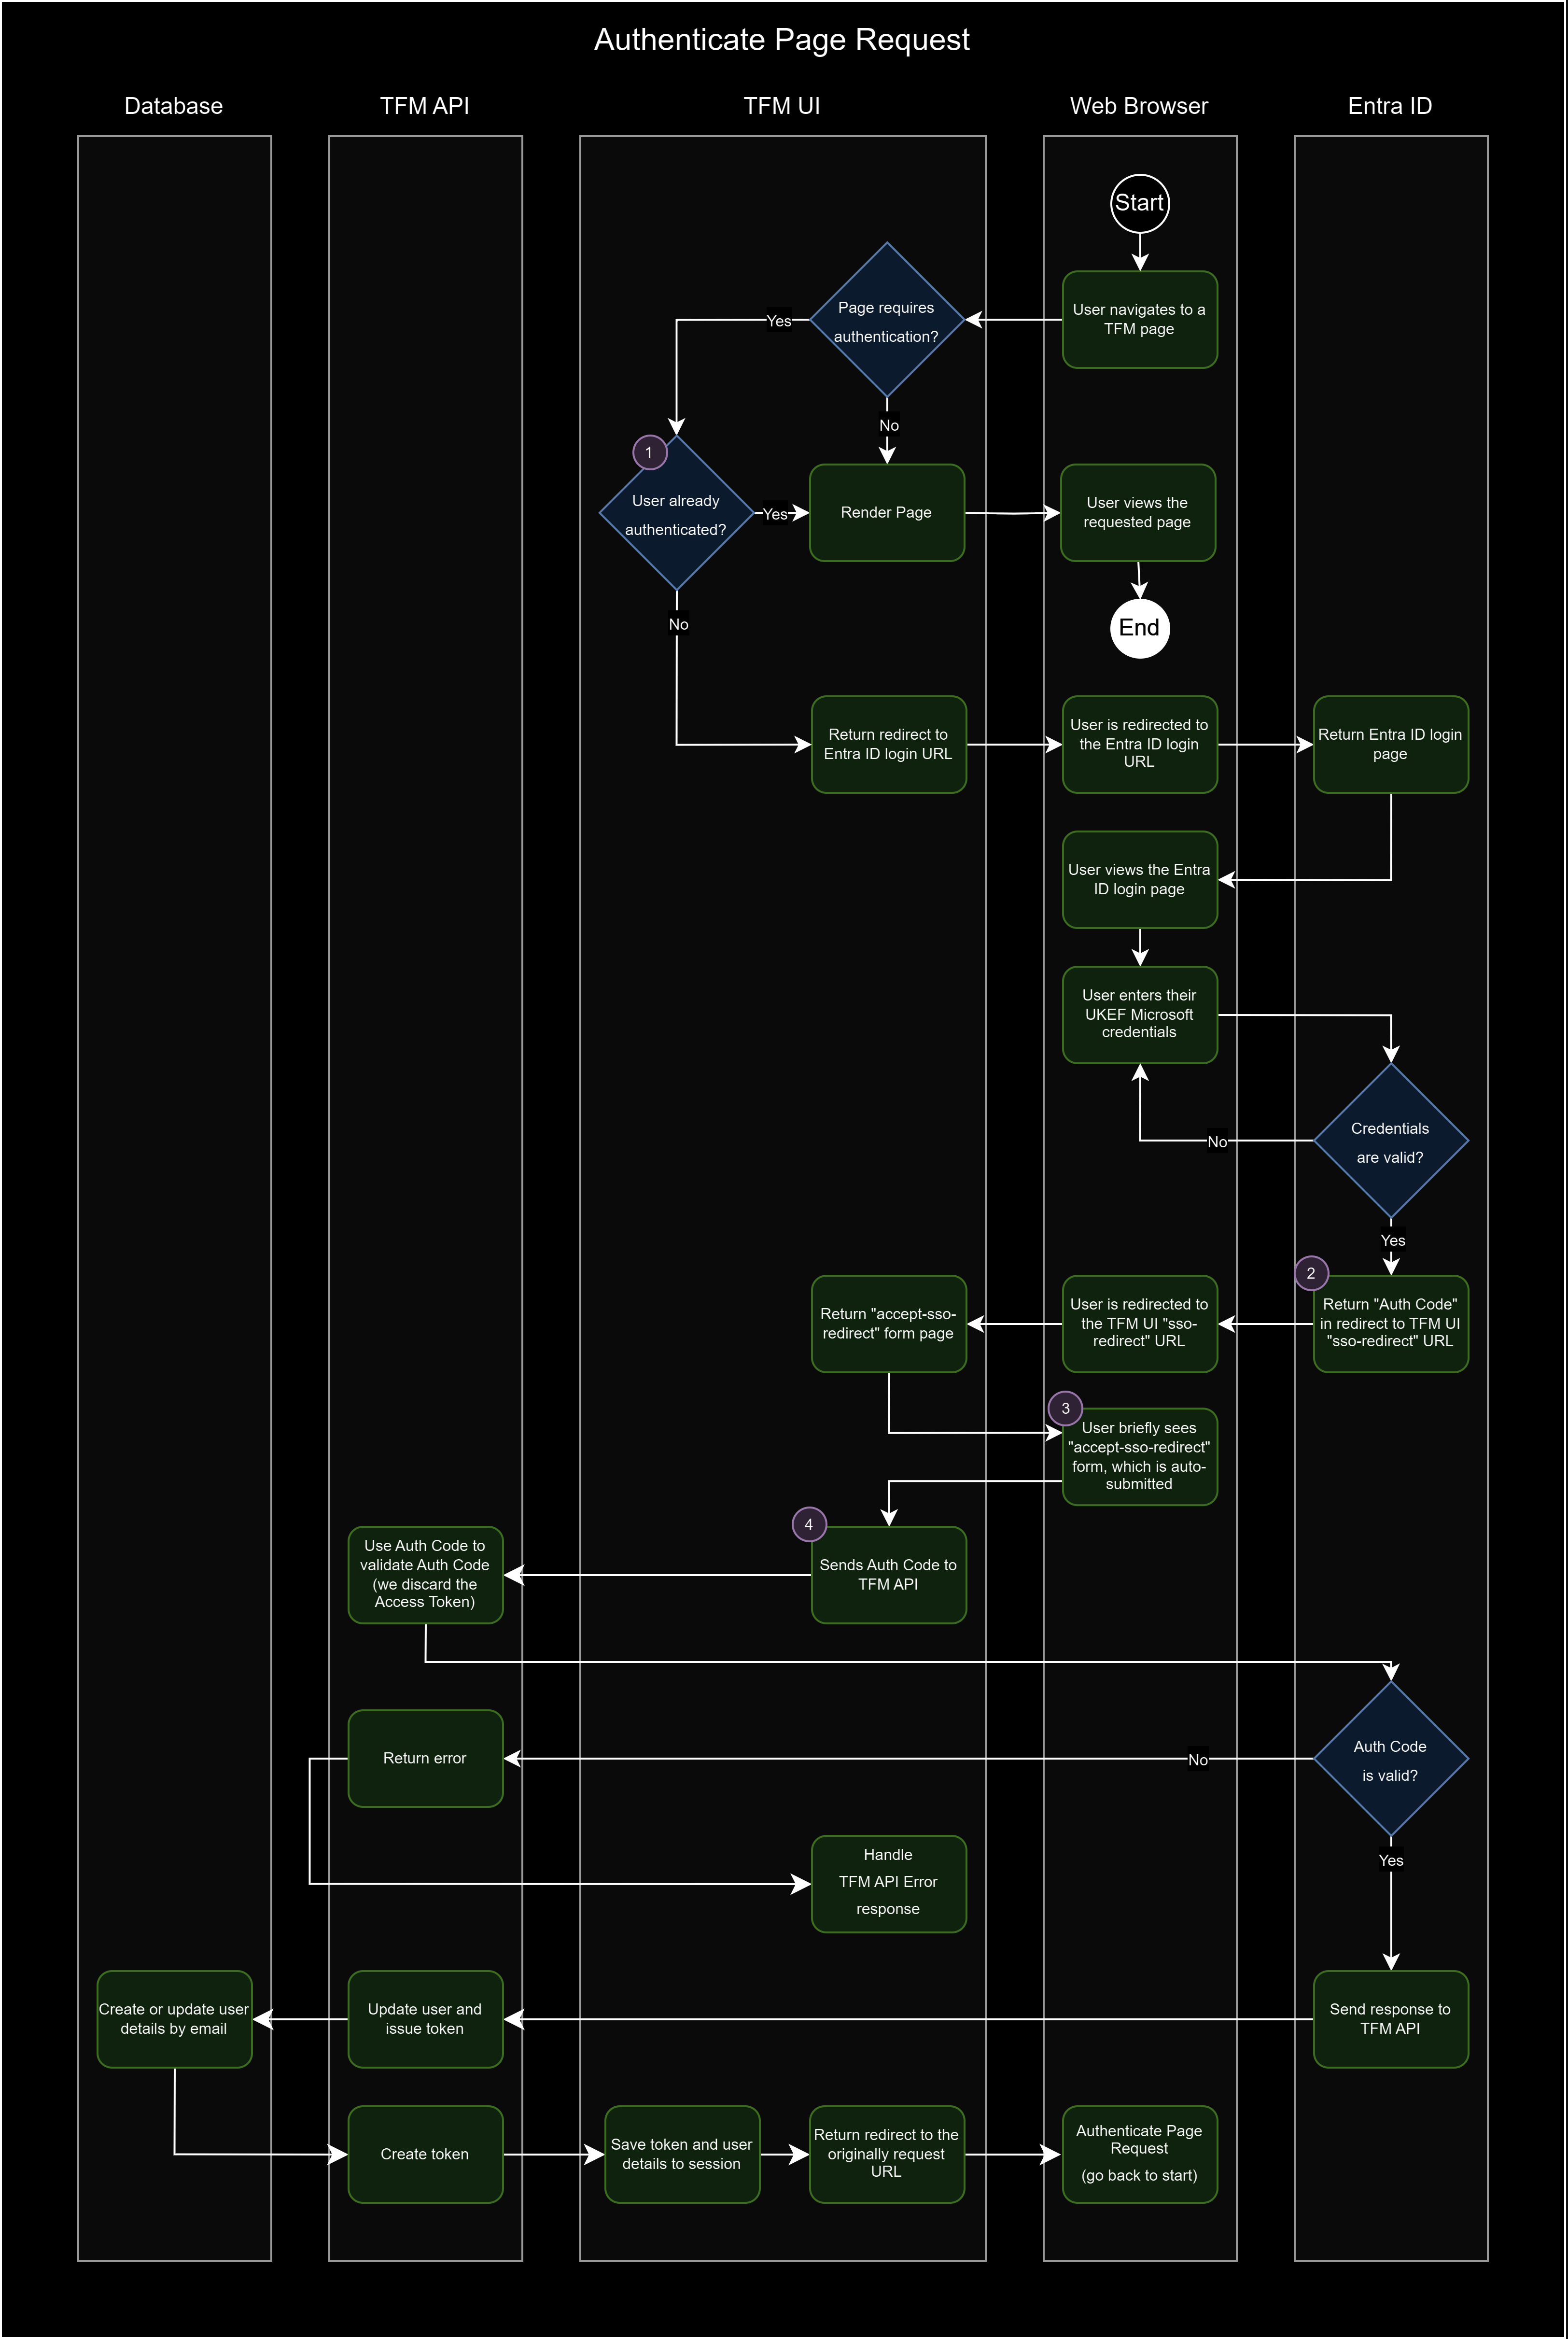 Authenticate Page Request
Database
TFM API
TFM UI
Web Browser
Entra ID
Start
User navigates to a
TFM page
Page requires
authentication?
Yes
No
1
User already
authenticated?
Yes
Render Page
User views the
requested page
No
End
Return redirect to
Entra ID login URL
User is redirected to
the Entra ID login
URL
Return Entra ID login
page
User views the Entra
ID login page
User enters their
UKEF Microsoft
credentials
Credentials
are valid?
No
Yes
2
Return "Auth Code"
in redirect to TFM UI
"sso-redirect" URL
User is redirected to
the TFM UI "sso-
redirect" URL
Return "accept-sso-
redirect" form page
3
User briefly sees
"accept-sso-redirect"
form, which is auto-
submitted
4
Sends Auth Code to
TFM API
Use Auth Code to
validate Auth Code
(we discard the
Access Token)
Auth Code
is valid?
No
Return error
Handle
TFM API Error
response
Yes
Send response to
TFM API
Update user and
issue token
Create or update user
details by email
Create token
Save token and user
details to session
Return redirect to the
originally request
URL
Authenticate Page
Request
(go back to start)